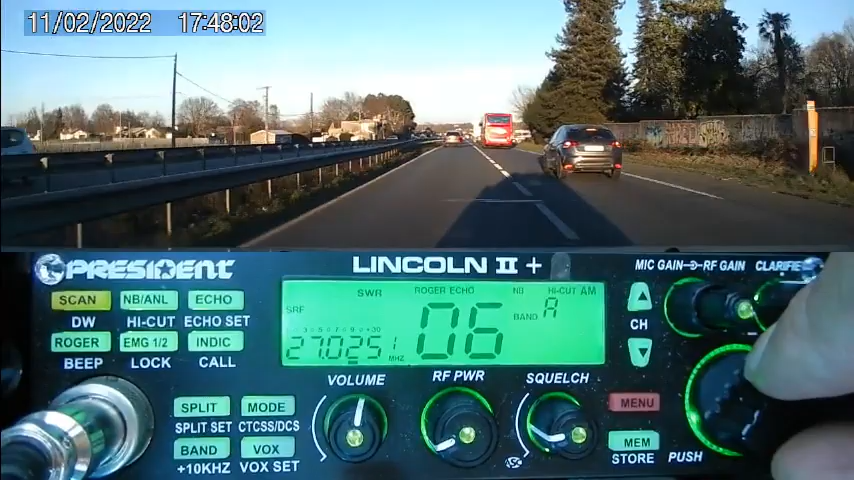 11/02/2022 17:48:02
PRESIDENT LINCOLN II + MIC GAIN RF GAIN CLARIFIE
SCAN NB/ANL ECHO
DW HI-CUT ECHO SET
ROGER EMG 1/2 INDIC
BEEP LOCK CALL
SWR ROGER ECHO NB HI-CUT AM
SRF
BAND A
06
27.025 MHZ
CH
VOLUME RF PWR SQUELCH
SPLIT MODE
SPLIT SET CTCSS/DCS
BAND VOX
+10KHZ VOX SET
MENU
MEM
STORE
PUSH
ASC